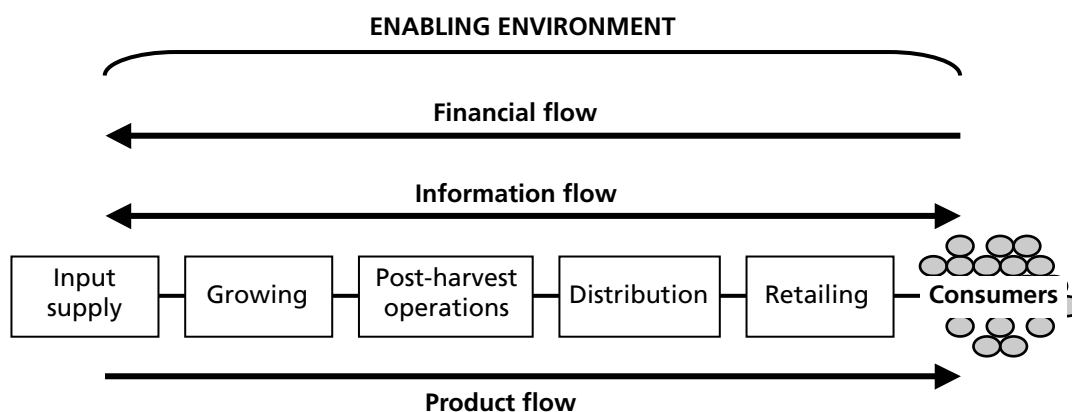 ENABLING ENVIRONMENT
Financial flow
Information flow
Input
supply
Growing
Post-harvest
operations
Distribution
Retailing
Consumers
Product flow